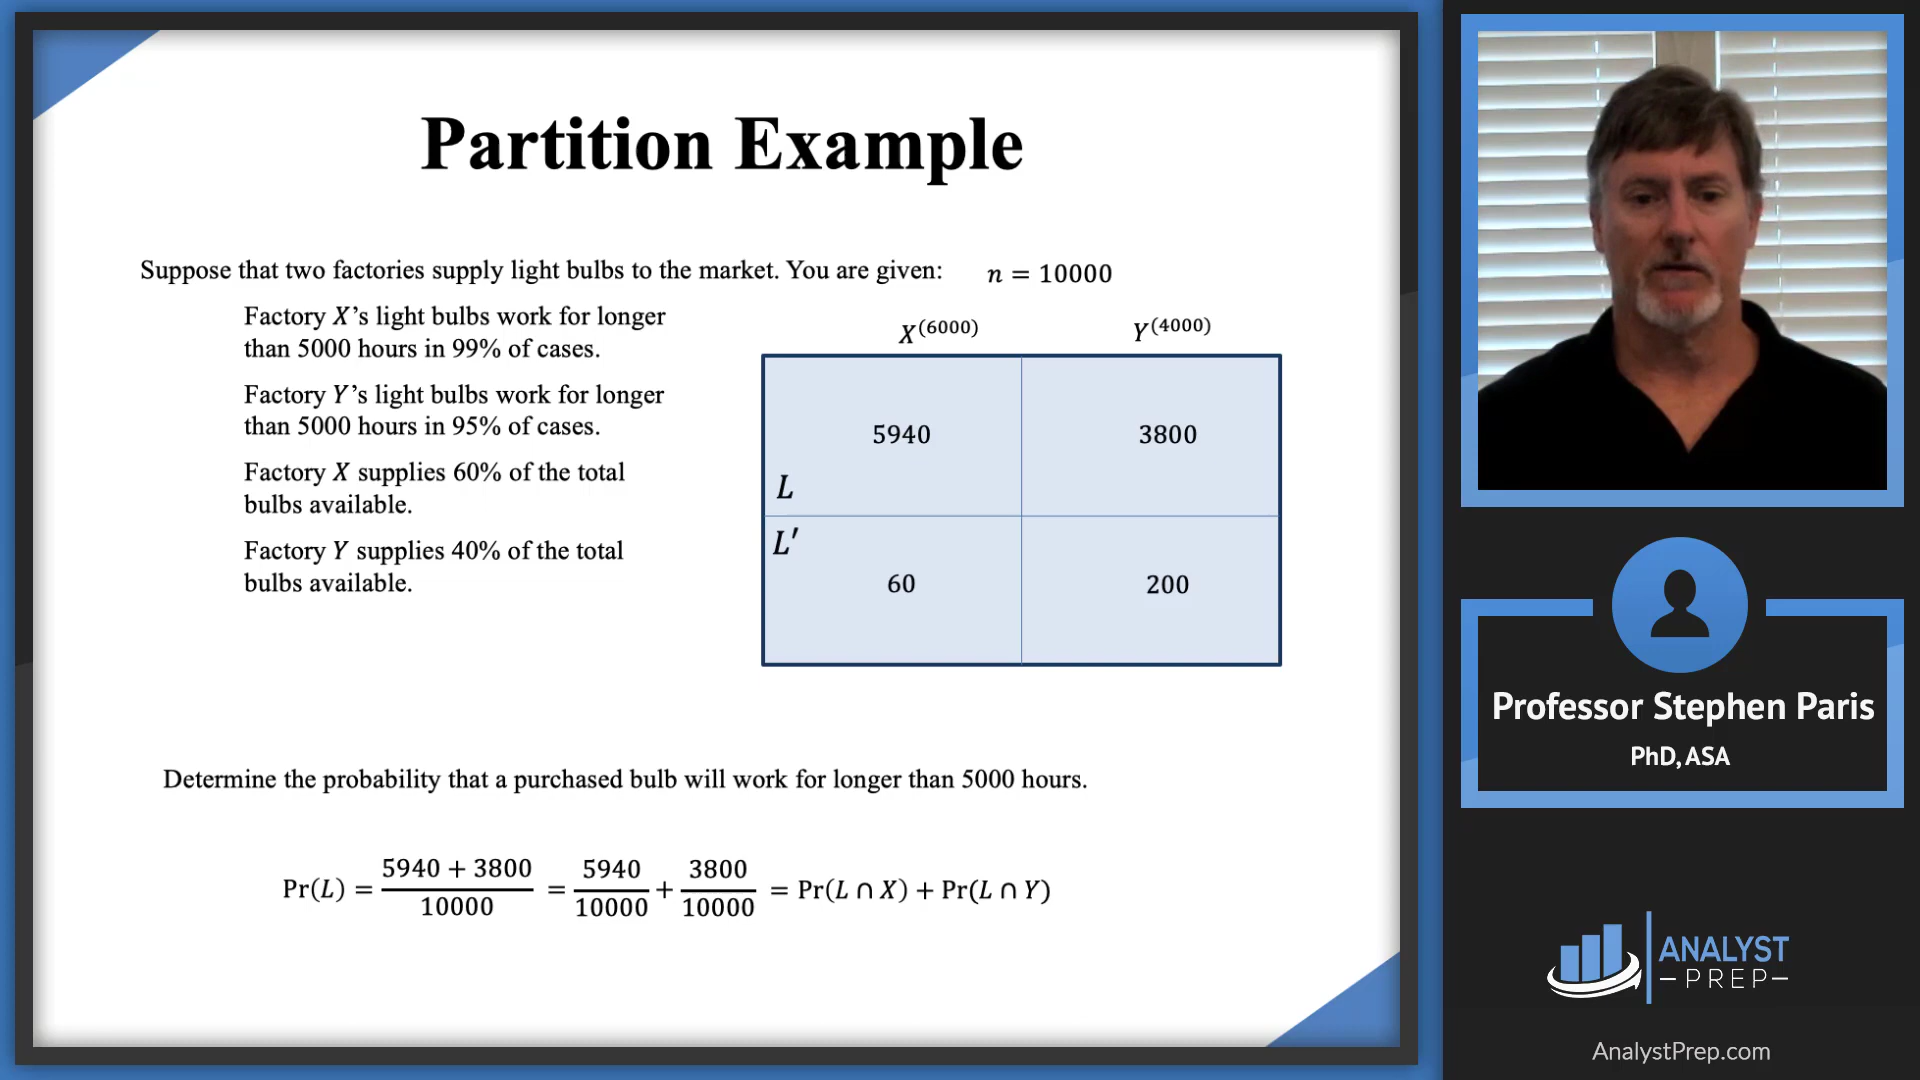 Partition Example
Suppose that two factories supply light bulbs to the market. You are given: n = 10000
Factory X’s light bulbs work for longer
than 5000 hours in 99% of cases.
Factory Y’s light bulbs work for longer
than 5000 hours in 95% of cases.
Factory X supplies 60% of the total
bulbs available.
Factory Y supplies 40% of the total
bulbs available.
X(6000) Y(4000)
5940 3800
L
L′
60 200
Determine the probability that a purchased bulb will work for longer than 5000 hours.
Pr(L) = (5940 + 3800)/10000 = 5940/10000 + 3800/10000 = Pr(L ∩ X) + Pr(L ∩ Y)
Professor Stephen Paris
PhD, ASA
ANALYST
PREP
AnalystPrep.com